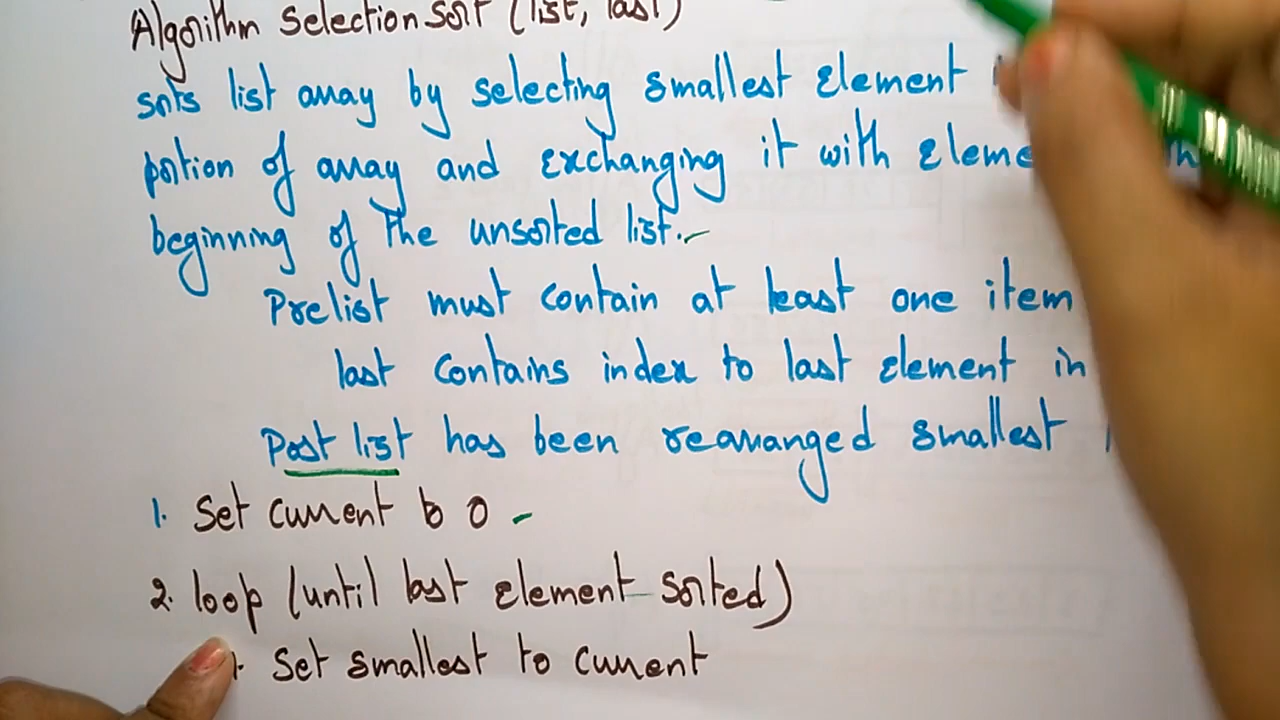 Algorithm Selection Sort (list, last)
sorts list array by selecting smallest element
portion of array and exchanging it with
beginning of the unsorted list.
Pre list must contain at least one item
last contains index to last element in
Post list has been rearranged smallest
1. Set current to 0
2. loop (until last element sorted)
1. Set smallest to current